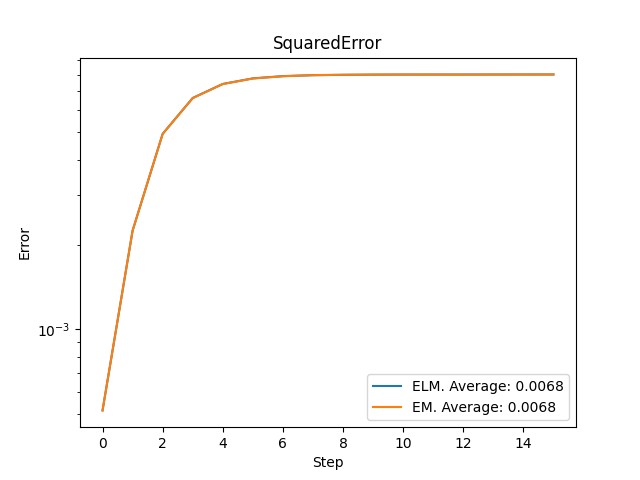 SquaredError
Error
10⁻³
0 2 4 6 8 10 12 14
Step
ELM. Average: 0.0068
EM. Average: 0.0068